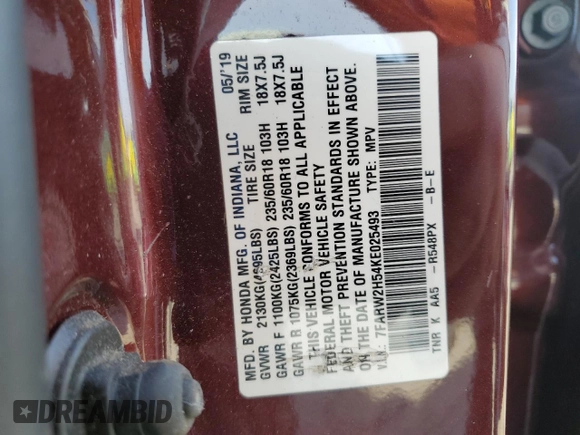 MFD. BY HONDA MFG. OF INDIANA, LLC 05/'19
TIRE SIZE RIM SIZE
GVWR 2130KG(4695LBS)
GAWR F 1100KG(2425LBS) 235/60R18 103H 18X7.5J
GAWR R 1075KG(2369LBS) 235/60R18 103H 18X7.5J
THIS VEHICLE CONFORMS TO ALL APPLICABLE
FEDERAL MOTOR VEHICLE SAFETY
AND THEFT PREVENTION STANDARDS IN EFFECT
ON THE DATE OF MANUFACTURE SHOWN ABOVE.
V.I.N.: 7FARW2H54KE025493 TYPE: MPV
TNR K AA5 -R548PX -B-E
DREAMBID